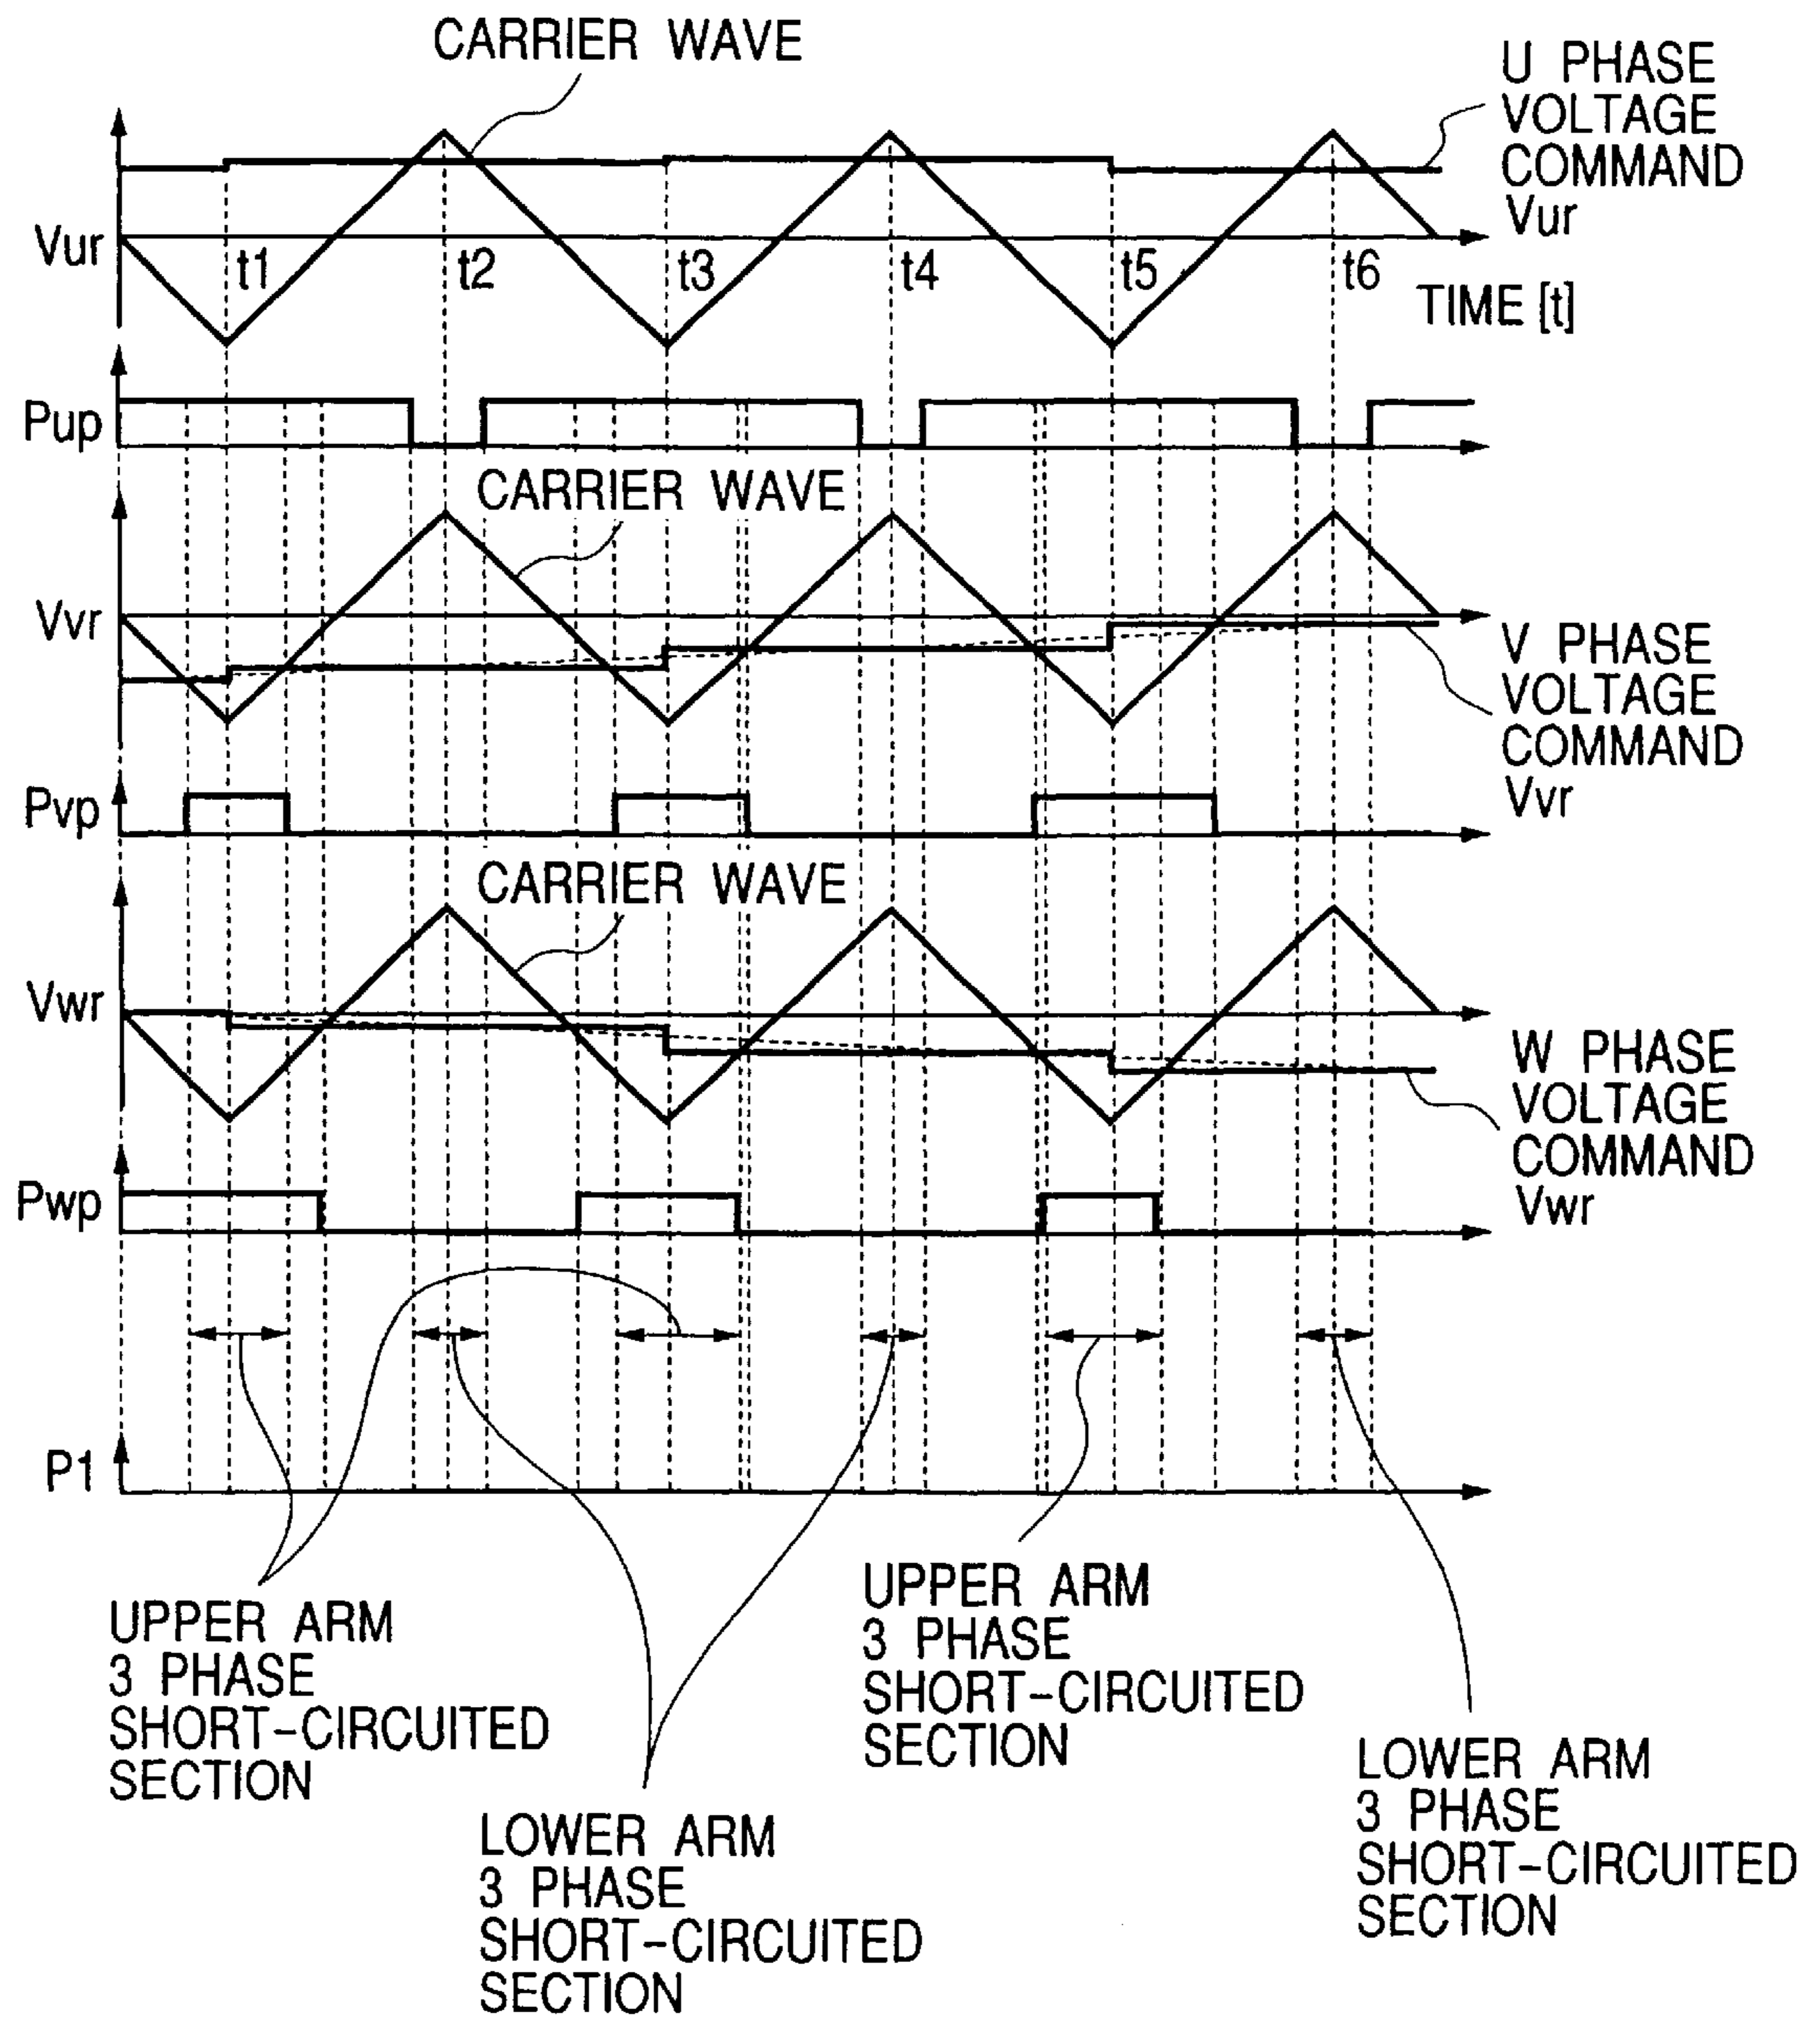 CARRIER WAVE
U PHASE
VOLTAGE
COMMAND
Vur
Vur
t1
t2
t3
t4
t5
t6
TIME [t]
Pup
CARRIER WAVE
Vvr
V PHASE
VOLTAGE
COMMAND
Vvr
Pvp
CARRIER WAVE
Vwr
W PHASE
VOLTAGE
COMMAND
Vwr
Pwp
P1
UPPER ARM
3 PHASE
SHORT-CIRCUITED
SECTION
LOWER ARM
3 PHASE
SHORT-CIRCUITED
SECTION
UPPER ARM
3 PHASE
SHORT-CIRCUITED
SECTION
LOWER ARM
3 PHASE
SHORT-CIRCUITED
SECTION